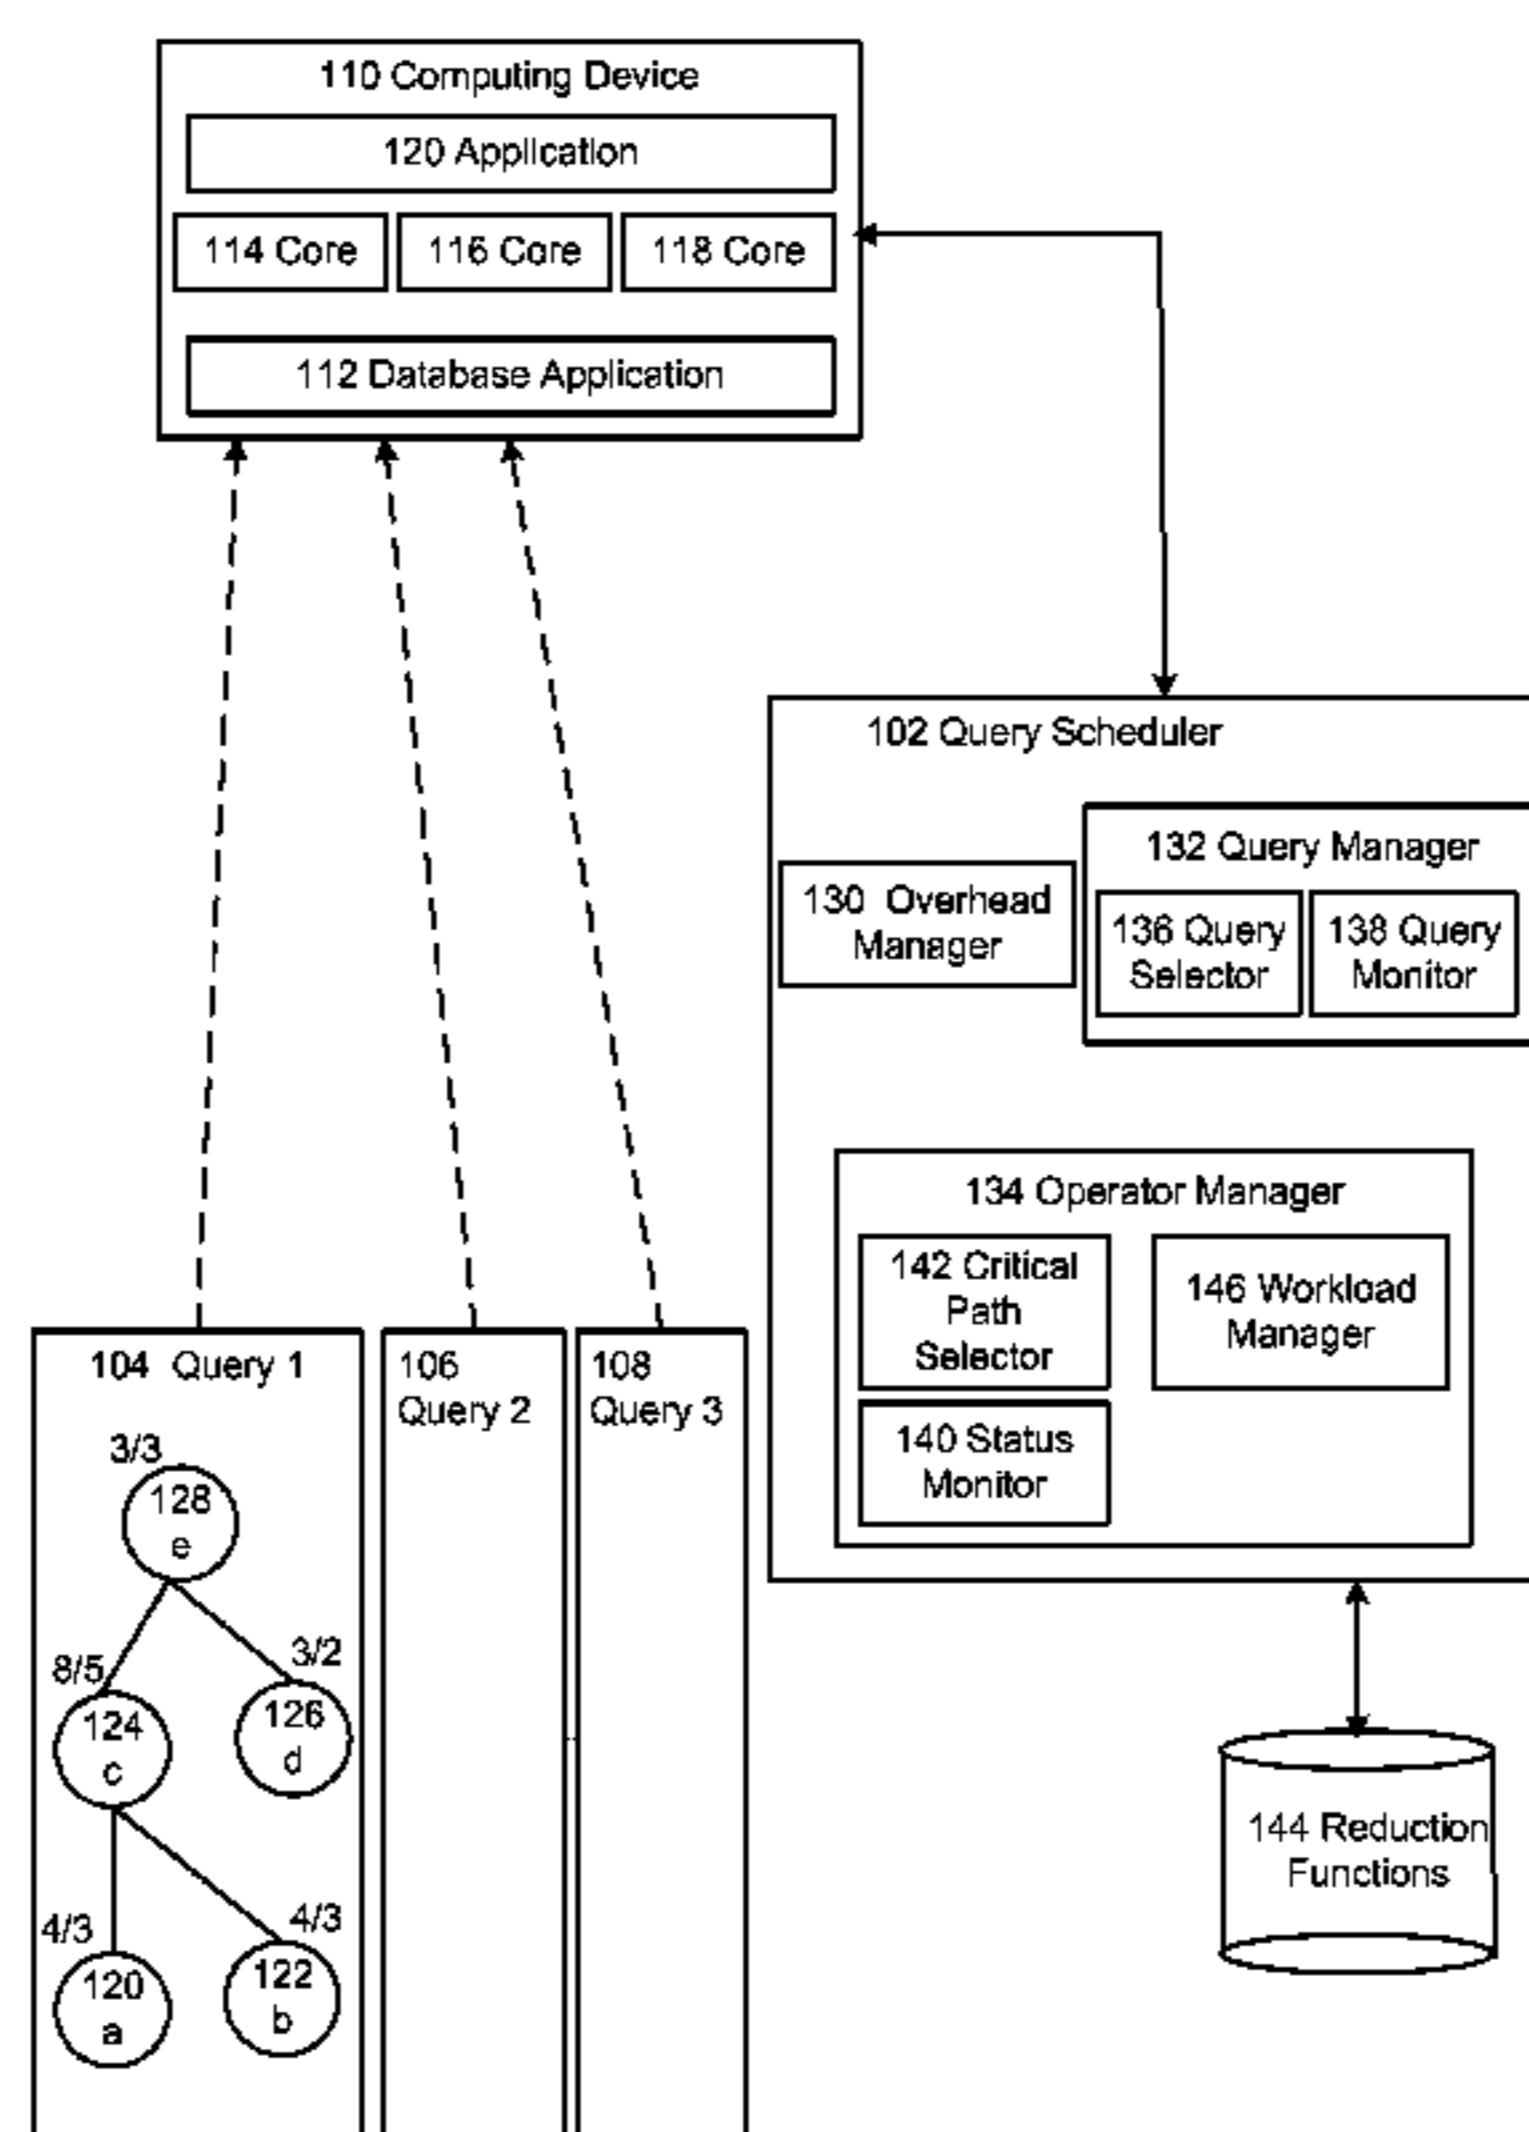 110 Computing Device
120 Application
114 Core
116 Core
118 Core
112 Database Application
102 Query Scheduler
132 Query Manager
130 Overhead
Manager
136 Query
Selector
138 Query
Monitor
134 Operator Manager
142 Critical
Path
Selector
146 Workload
Manager
140 Status
Monitor
104 Query 1
106
Query 2
108
Query 3
3/3
128
e
8/5
124
c
3/2
126
d
4/3
120
a
4/3
122
b
144 Reduction
Functions